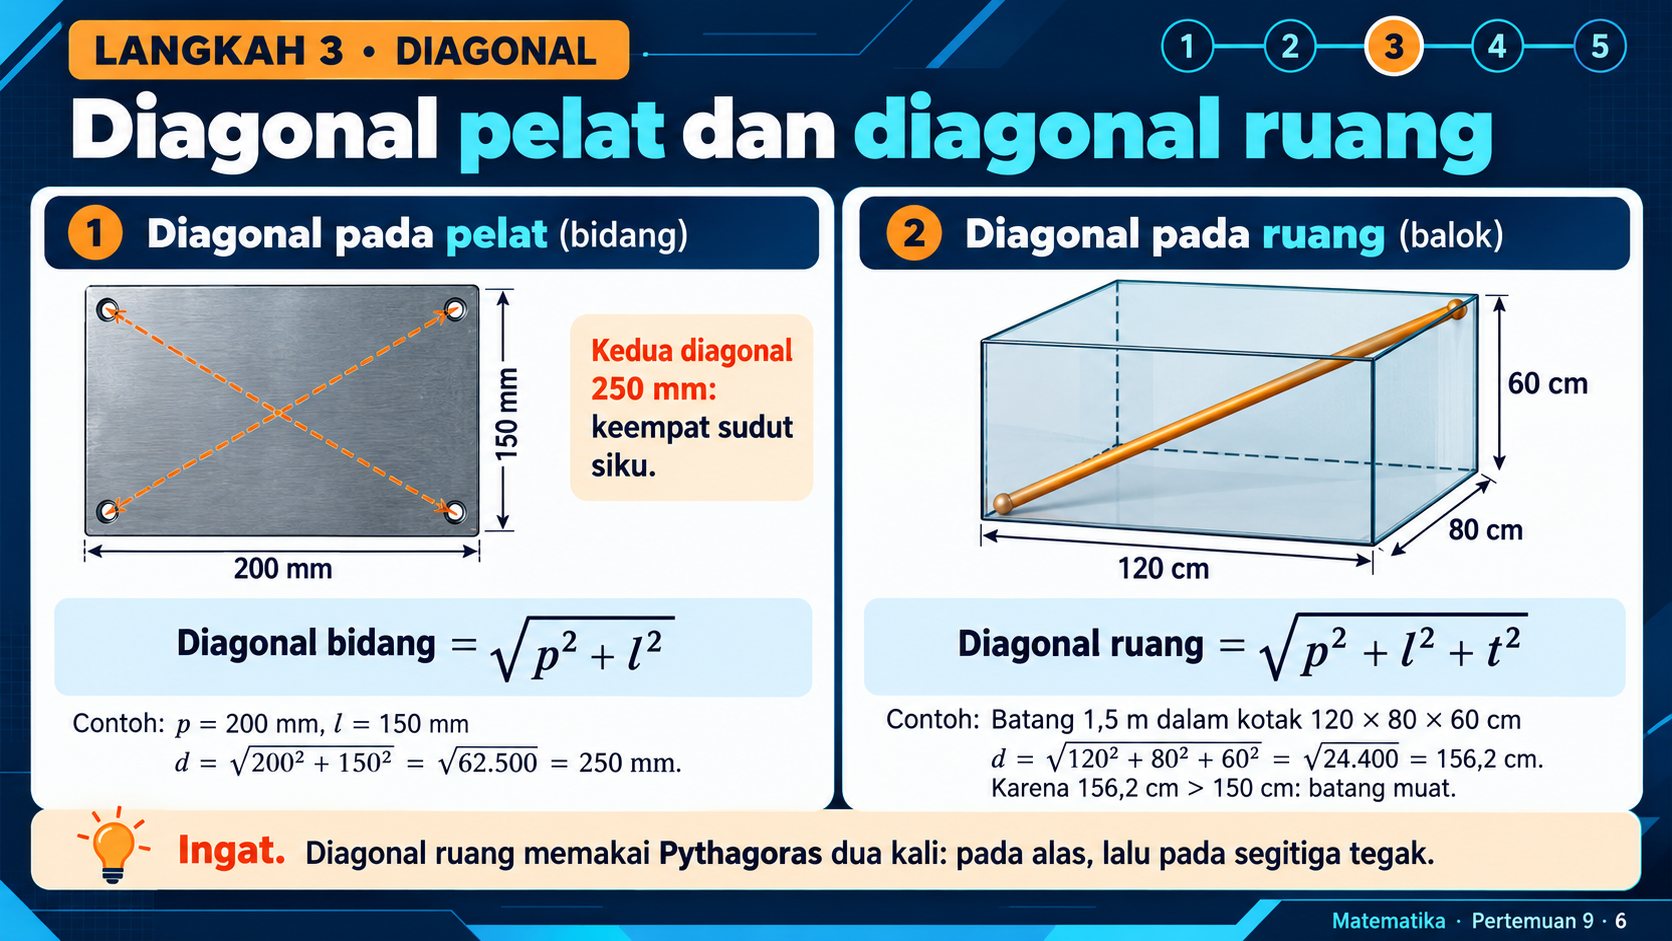 LANGKAH 3 • DIAGONAL
1 2 3 4 5
Diagonal pelat dan diagonal ruang
1 Diagonal pada pelat (bidang)
150 mm
200 mm
Kedua diagonal
250 mm:
keempat sudut
siku.
Diagonal bidang = √(p² + l²)
Contoh: p = 200 mm, l = 150 mm
d = √(200² + 150²) = √62.500 = 250 mm.
2 Diagonal pada ruang (balok)
60 cm
80 cm
120 cm
Diagonal ruang = √(p² + l² + t²)
Contoh: Batang 1,5 m dalam kotak 120 × 80 × 60 cm
d = √(120² + 80² + 60²) = √24.400 = 156,2 cm.
Karena 156,2 cm > 150 cm: batang muat.
Ingat. Diagonal ruang memakai Pythagoras dua kali: pada alas, lalu pada segitiga tegak.
Matematika · Pertemuan 9 · 6